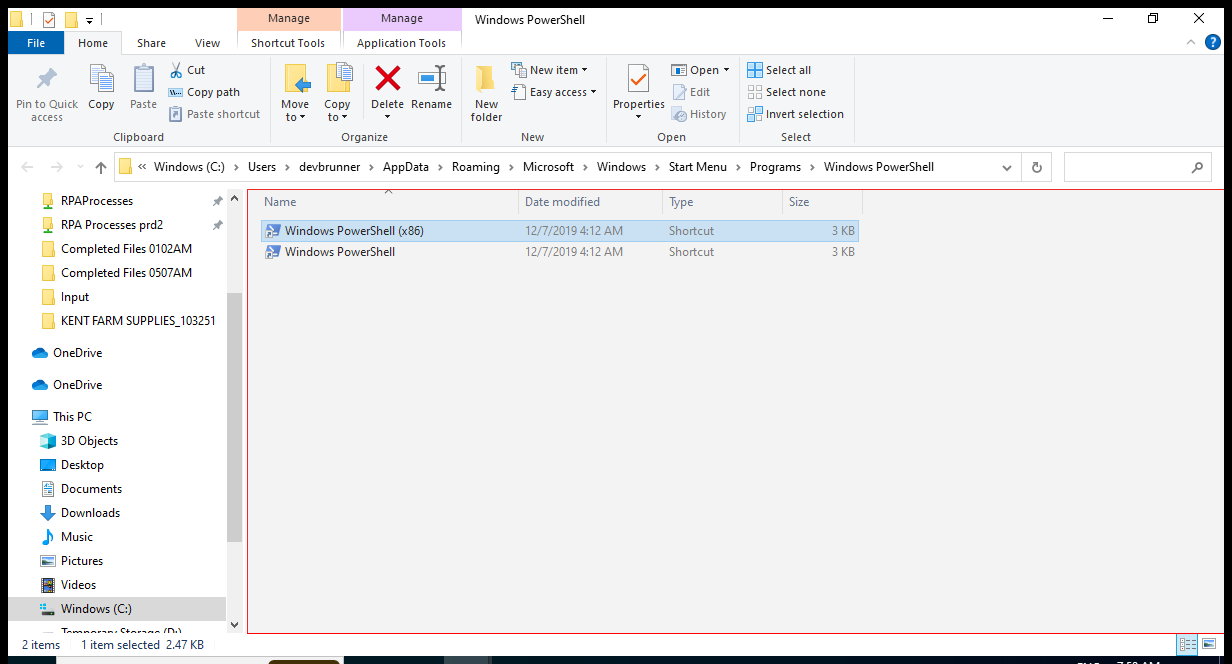 Manage
Manage
Windows PowerShell
File
Home
Share
View
Shortcut Tools
Application Tools
Pin to Quick access
Copy
Paste
Cut
Copy path
Paste shortcut
Clipboard
Move to
Copy to
Delete
Rename
Organize
New folder
New item
Easy access
New
Properties
Open
Edit
History
Open
Select all
Select none
Invert selection
Select
« Windows (C:) › Users › devbrunner › AppData › Roaming › Microsoft › Windows › Start Menu › Programs › Windows PowerShell
RPAProcesses
RPA Processes prd2
Completed Files 0102AM
Completed Files 0507AM
Input
KENT FARM SUPPLIES_103251
OneDrive
OneDrive
This PC
3D Objects
Desktop
Documents
Downloads
Music
Pictures
Videos
Windows (C:)
Temporary Storage (D:)
Name Date modified Type Size
Windows PowerShell (x86) 12/7/2019 4:12 AM Shortcut 3 KB
Windows PowerShell 12/7/2019 4:12 AM Shortcut 3 KB
2 items 1 item selected 2.47 KB